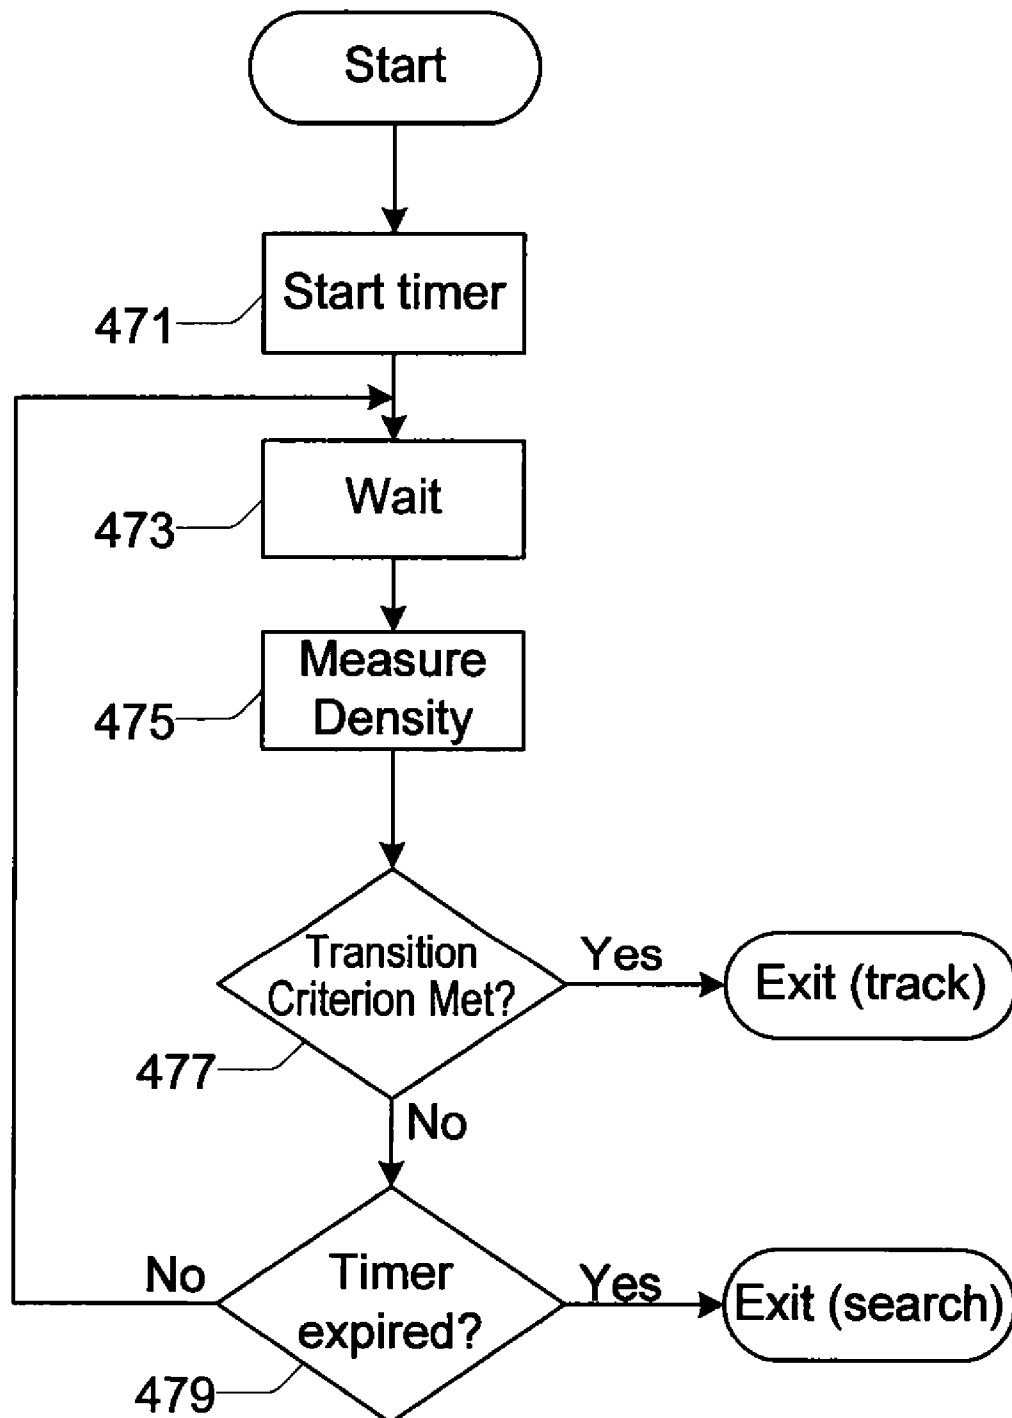 Start
Start timer
471
Wait
473
Measure
Density
475
Transition
Criterion Met?
Yes
Exit (track)
477
No
Timer
expired?
No
Yes
Exit (search)
479